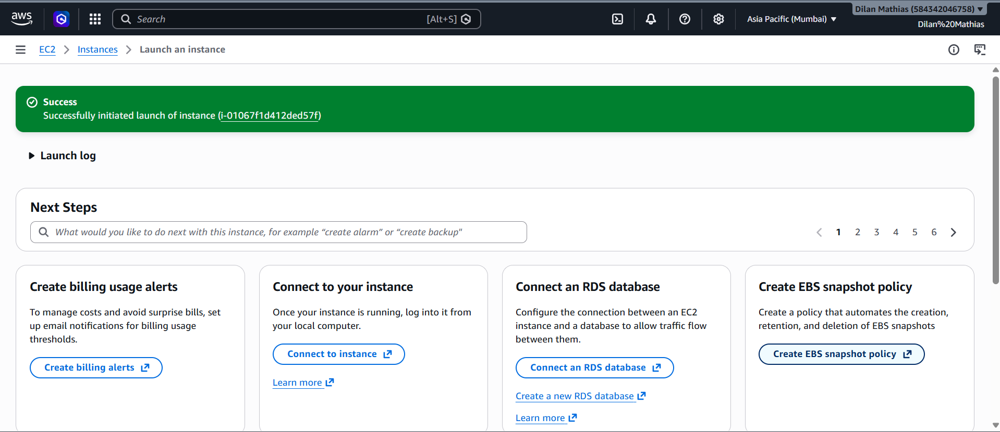 aws
Search
[Alt+S]
Asia Pacific (Mumbai)
Dilan Mathias (584342046758)
Dilan%20Mathias
EC2
Instances
Launch an instance
Success
Successfully initiated launch of instance (i-01067f1d412ded57f)
Launch log
Next Steps
What would you like to do next with this instance, for example “create alarm” or “create backup"
1 2 3 4 5 6
Create billing usage alerts
To manage costs and avoid surprise bills, set
up email notifications for billing usage
thresholds.
Create billing alerts
Connect to your instance
Once your instance is running, log into it from
your local computer.
Connect to instance
Learn more
Connect an RDS database
Configure the connection between an EC2
instance and a database to allow traffic flow
between them.
Connect an RDS database
Create a new RDS database
Learn more
Create EBS snapshot policy
Create a policy that automates the creation,
retention, and deletion of EBS snapshots
Create EBS snapshot policy